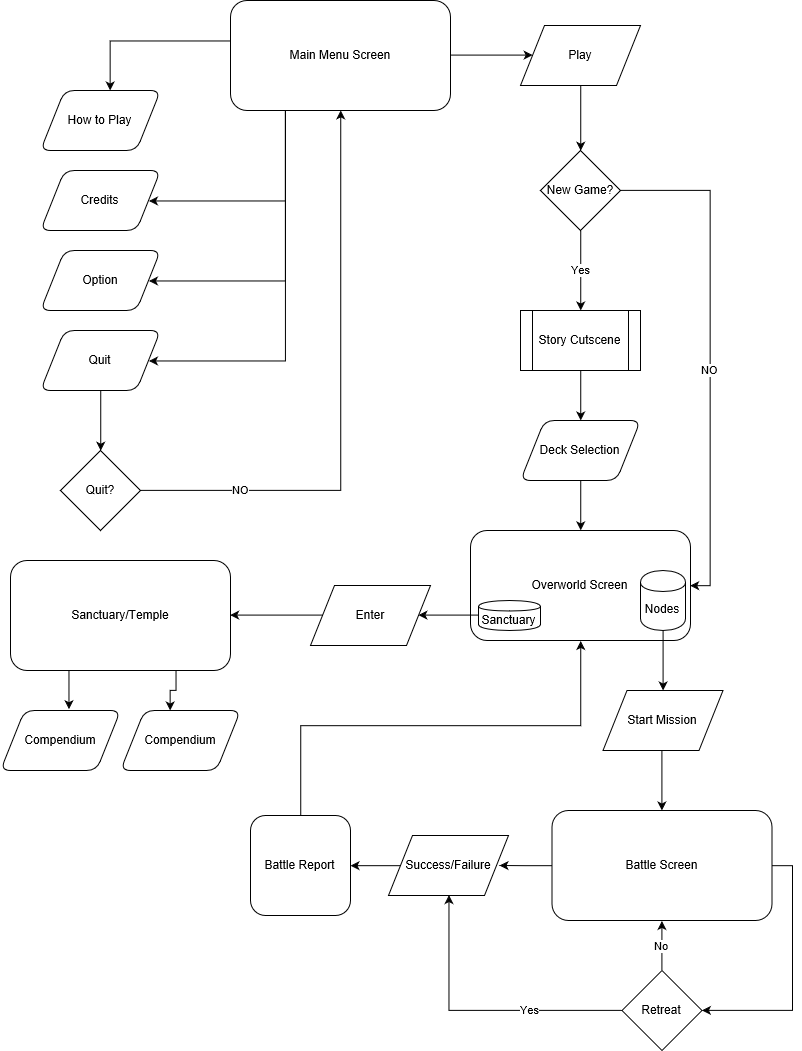 Main Menu Screen
Play
How to Play
New Game?
Credits
Yes
Option
Story Cutscene
Quit
NO
Deck Selection
Quit?
NO
Overworld Screen
Nodes
Sanctuary
Enter
Sanctuary/Temple
Start Mission
Compendium
Compendium
Battle Report
Success/Failure
Battle Screen
No
Yes
Retreat